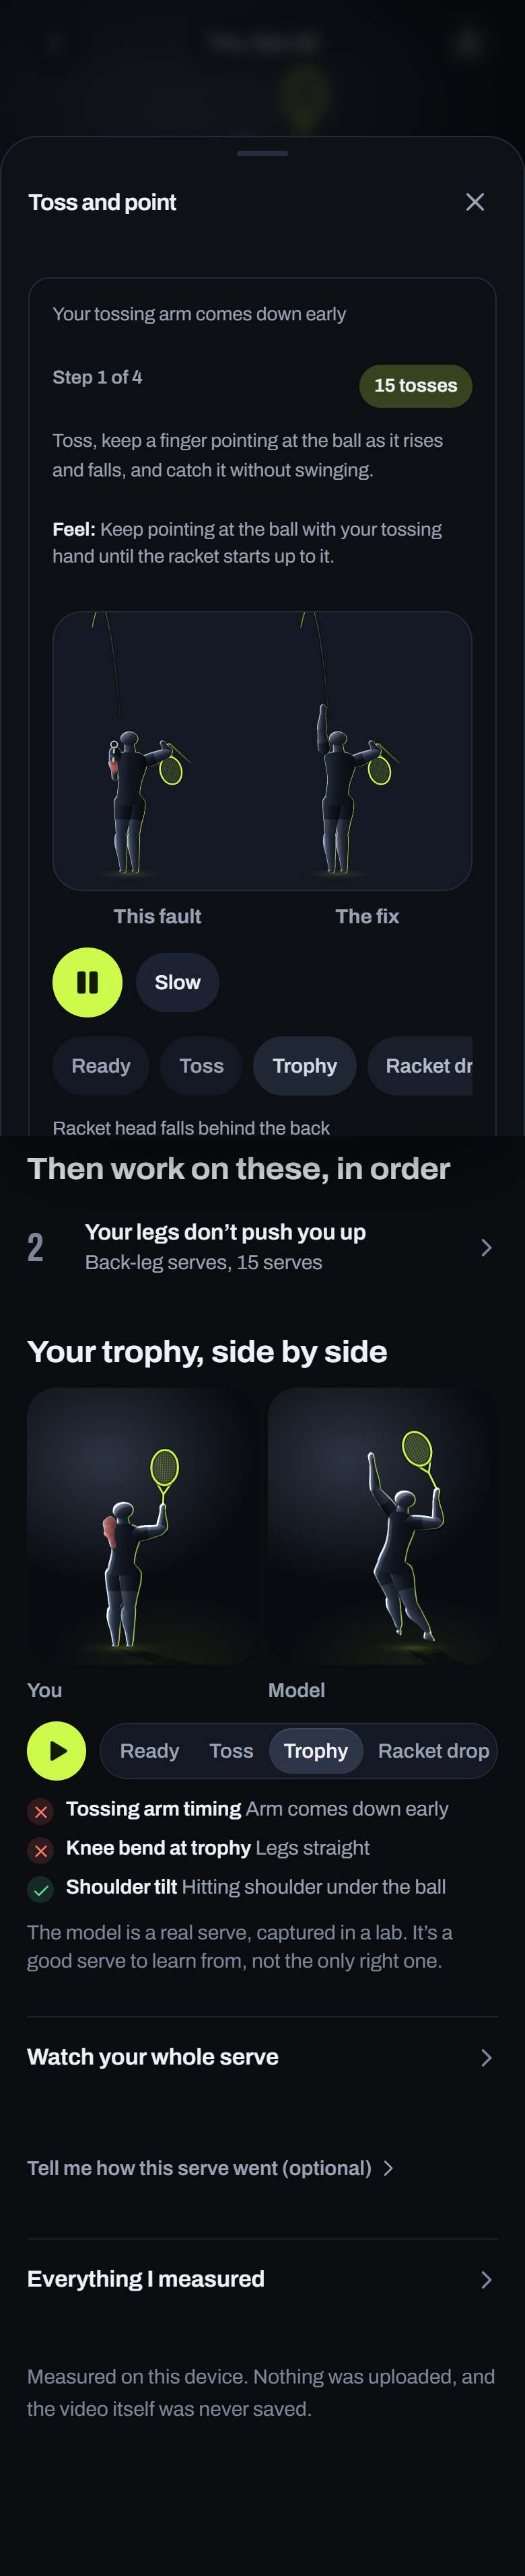 Toss and point
Your tossing arm comes down early
Step 1 of 4
15 tosses
Toss, keep a finger pointing at the ball as it rises
and falls, and catch it without swinging.
Feel: Keep pointing at the ball with your tossing
hand until the racket starts up to it.
This fault
The fix
Slow
Ready
Toss
Trophy
Racket dr
Racket head falls behind the back
Then work on these, in order
2
Your legs don’t push you up
Back-leg serves, 15 serves
Your trophy, side by side
You
Model
Ready
Toss
Trophy
Racket drop
Tossing arm timing Arm comes down early
Knee bend at trophy Legs straight
Shoulder tilt Hitting shoulder under the ball
The model is a real serve, captured in a lab. It’s a
good serve to learn from, not the only right one.
Watch your whole serve
Tell me how this serve went (optional)
Everything I measured
Measured on this device. Nothing was uploaded, and
the video itself was never saved.